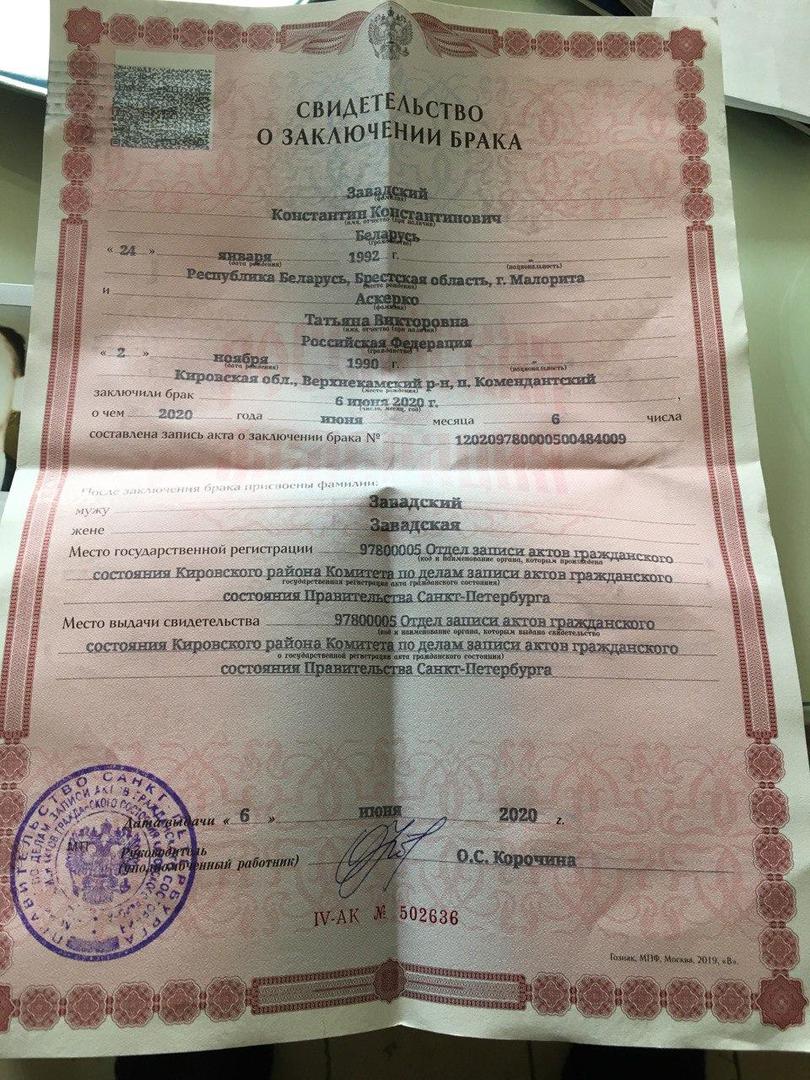 СВИДЕТЕЛЬСТВО
О ЗАКЛЮЧЕНИИ БРАКА
Завадский
(фамилия)
Константин Константинович
(имя, отчество (при наличии)
Беларусь
(гражданство)
« 24 » января 1992 г. -
(дата рождения) (национальность)
Республика Беларусь, Брестская область, г. Малорита
(место рождения)
и
Аскерко
(фамилия)
Татьяна Викторовна
(имя, отчество (при наличии)
Российская Федерация
(гражданство)
« 2 » ноября 1990 г. -
(дата рождения) (национальность)
Кировская обл., Верхнекамский р-н, п. Комендантский
(место рождения)
заключили брак 6 июня 2020 г. ,
(число, месяц, год)
о чем 2020 года июня месяца 6 числа
составлена запись акта о заключении брака № 120209780000500484009
После заключения брака присвоены фамилии:
мужу Завадский
жене Завадская
Место государственной регистрации 97800005 Отдел записи актов гражданского
(код и наименование органа, которым произведена
состояния Кировского района Комитета по делам записи актов гражданского
государственная регистрация акта гражданского состояния)
состояния Правительства Санкт-Петербурга
Место выдачи свидетельства 97800005 Отдел записи актов гражданского
(код и наименование органа, которым выдано свидетельство
состояния Кировского района Комитета по делам записи актов гражданского
о государственной регистрации акта гражданского состояния)
состояния Правительства Санкт-Петербурга
Дата выдачи « 6 » июня 2020 г.
МП
Руководитель
(уполномоченный работник) О.С. Корочина
IV-АК № 502636
Гознак, МПФ, Москва, 2019, «В».
ПРАВИТЕЛЬСТВО САНКТ-ПЕТЕРБУРГА
ПО ДЕЛАМ ЗАПИСИ АКТОВ ГРАЖДАНСКОГО